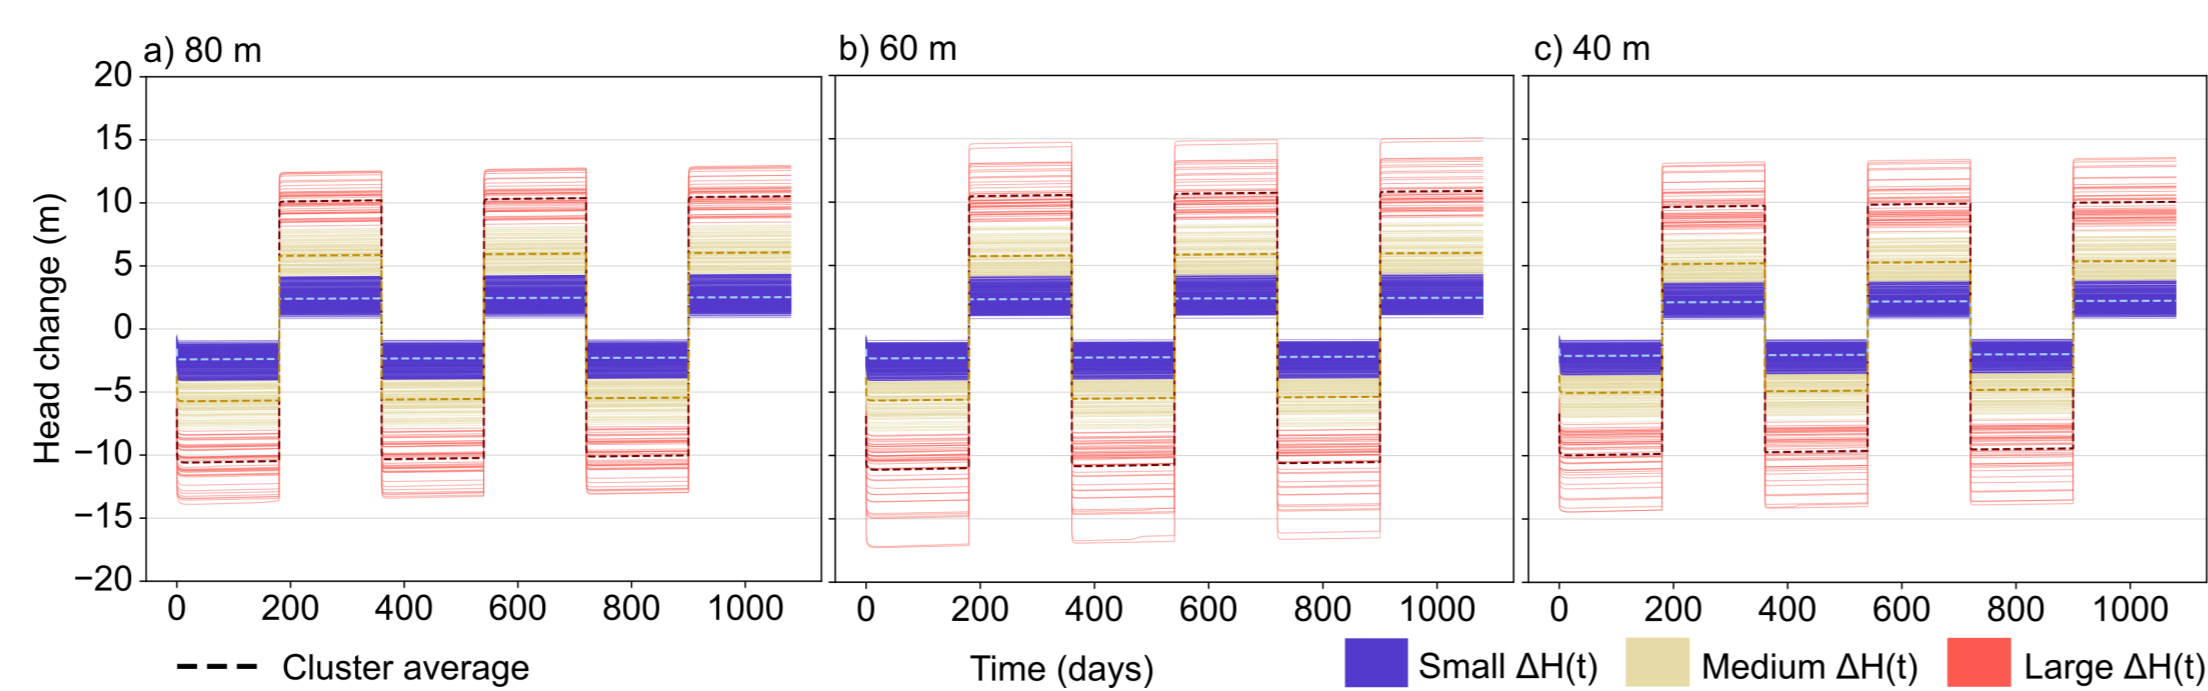 a) 80 m
b) 60 m
c) 40 m
20
15
10
5
0
−5
−10
−15
−20
Head change (m)
0 200 400 600 800 1000
0 200 400 600 800 1000
0 200 400 600 800 1000
Cluster average
Time (days)
Small ΔH(t)
Medium ΔH(t)
Large ΔH(t)